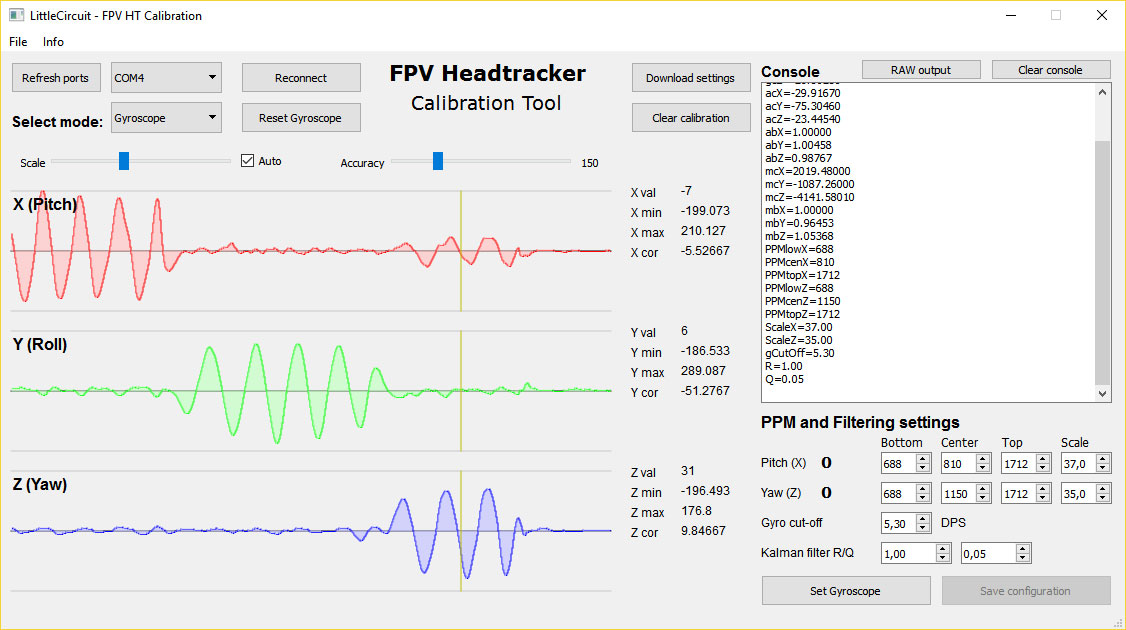 LittleCircuit - FPV HT Calibration
File Info
Refresh ports COM4 Reconnect
Select mode: Gyroscope Reset Gyroscope
FPV Headtracker
Calibration Tool
Download settings
Clear calibration
Scale Auto Accuracy 150
X (Pitch)
X val -7
X min -199.073
X max 210.127
X cor -5.52667
Y (Roll)
Y val 6
Y min -186.533
Y max 289.087
Y cor -51.2767
Z (Yaw)
Z val 31
Z min -196.493
Z max 176.8
Z cor 9.84667
Console RAW output Clear console
acX=-29.91670
acY=-75.30460
acZ=-23.44540
abX=1.00000
abY=1.00458
abZ=0.98767
mcX=2019.48000
mcY=-1087.26000
mcZ=-4141.58010
mbX=1.00000
mbY=0.96453
mbZ=1.05368
PPMlowX=688
PPMcenX=810
PPMtopX=1712
PPMlowZ=688
PPMcenZ=1150
PPMtopZ=1712
ScaleX=37.00
ScaleZ=35.00
gCutOff=5.30
R=1.00
Q=0.05
PPM and Filtering settings
Bottom Center Top Scale
Pitch (X) 0 688 810 1712 37,0
Yaw (Z) 0 688 1150 1712 35,0
Gyro cut-off 5,30 DPS
Kalman filter R/Q 1,00 0,05
Set Gyroscope Save configuration